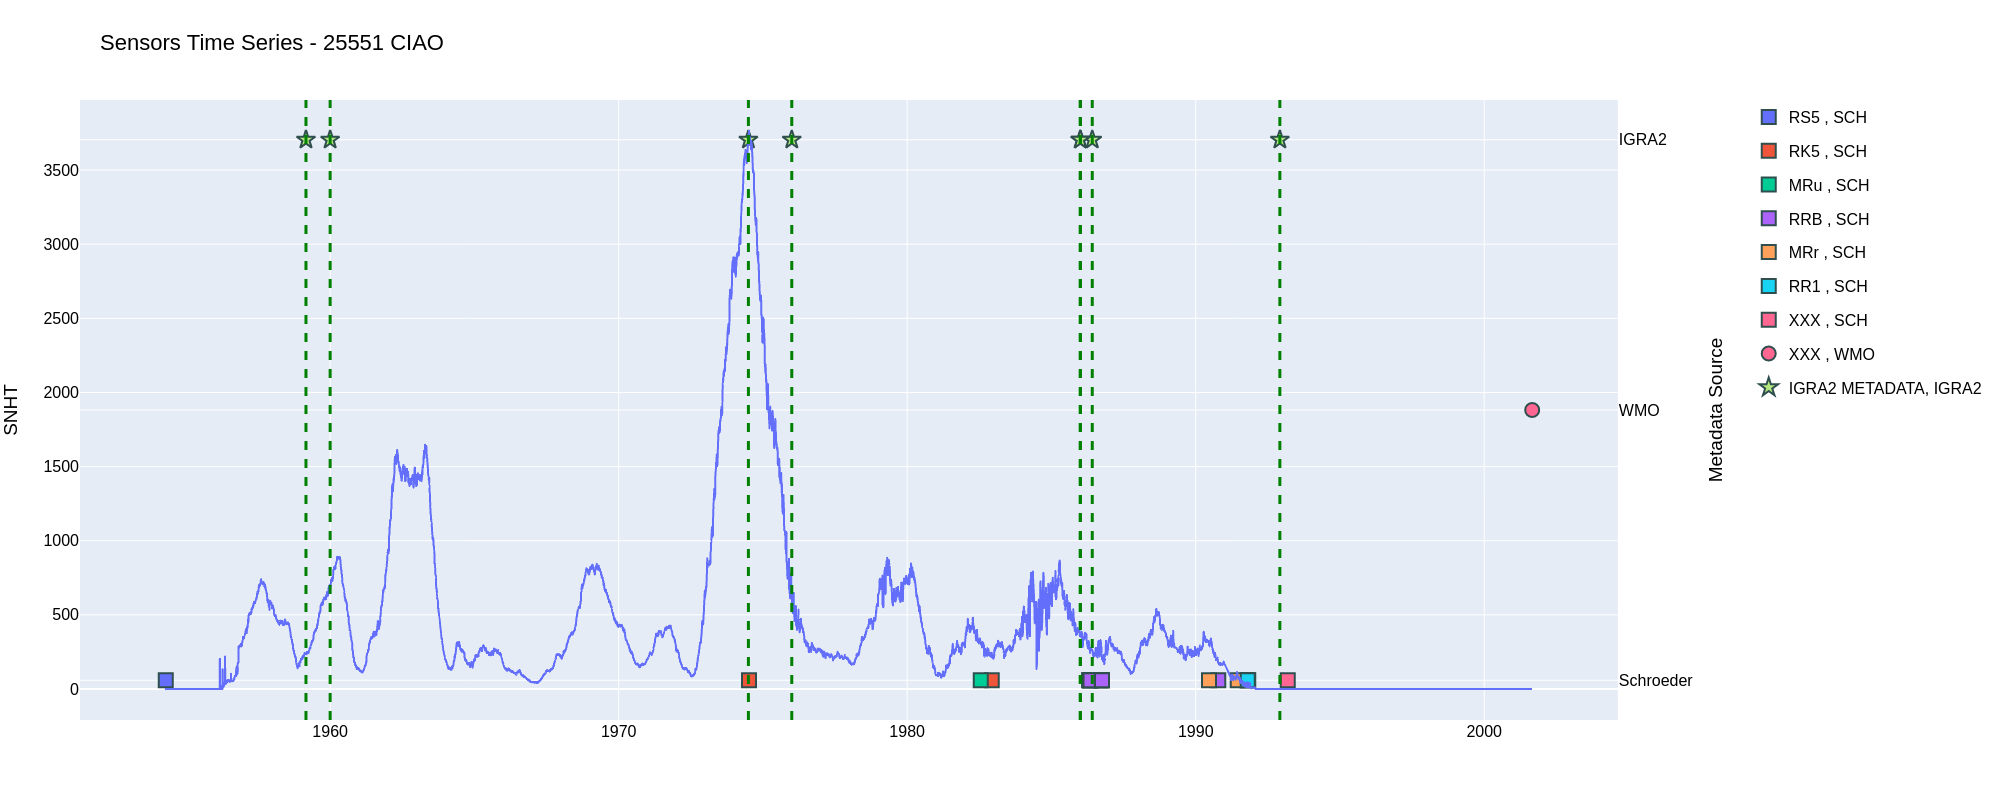 Sensors Time Series - 25551 CIAO
SNHT
3500
3000
2500
2000
1500
1000
500
0
1960
1970
1980
1990
2000
IGRA2
WMO
Schroeder
Metadata Source
RS5 , SCH
RK5 , SCH
MRu , SCH
RRB , SCH
MRr , SCH
RR1 , SCH
XXX , SCH
XXX , WMO
IGRA2 METADATA, IGRA2